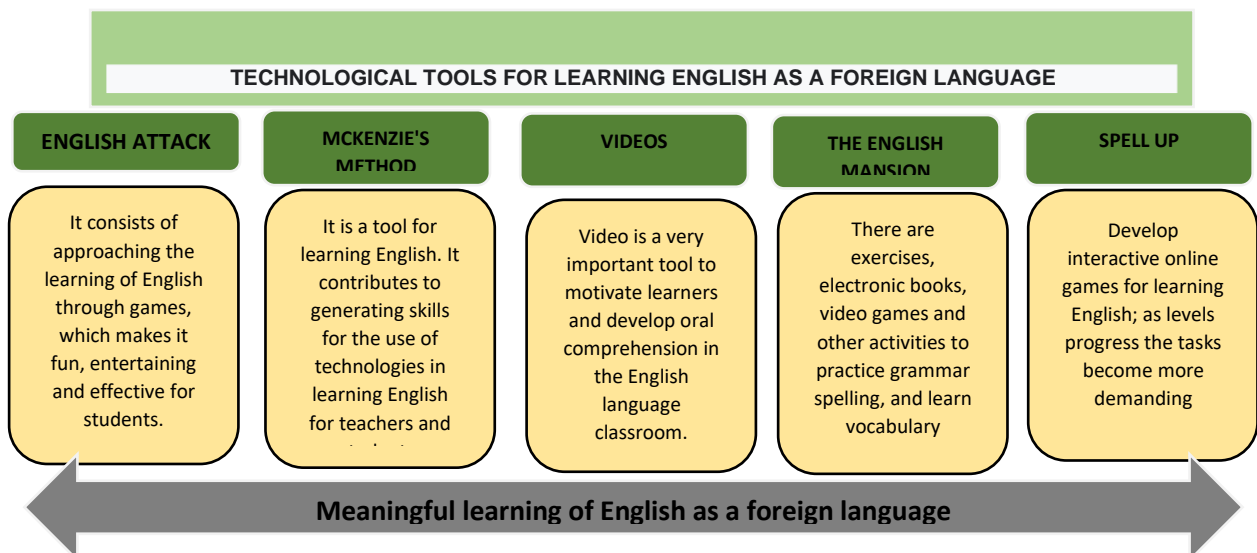 TECHNOLOGICAL TOOLS FOR LEARNING ENGLISH AS A FOREIGN LANGUAGE
ENGLISH ATTACK
It consists of
approaching the
learning of English
through games,
which makes it
fun, entertaining
and effective for
students.
MCKENZIE'S
METHOD
It is a tool for
learning English. It
contributes to
generating skills
for the use of
technologies in
learning English
for teachers and
VIDEOS
Video is a very
important tool to
motivate learners
and develop oral
comprehension in
the English
language
classroom.
THE ENGLISH
MANSION
There are
exercises,
electronic books,
video games and
other activities to
practice grammar
spelling, and learn
vocabulary
SPELL UP
Develop
interactive online
games for learning
English; as levels
progress the tasks
become more
demanding
Meaningful learning of English as a foreign language